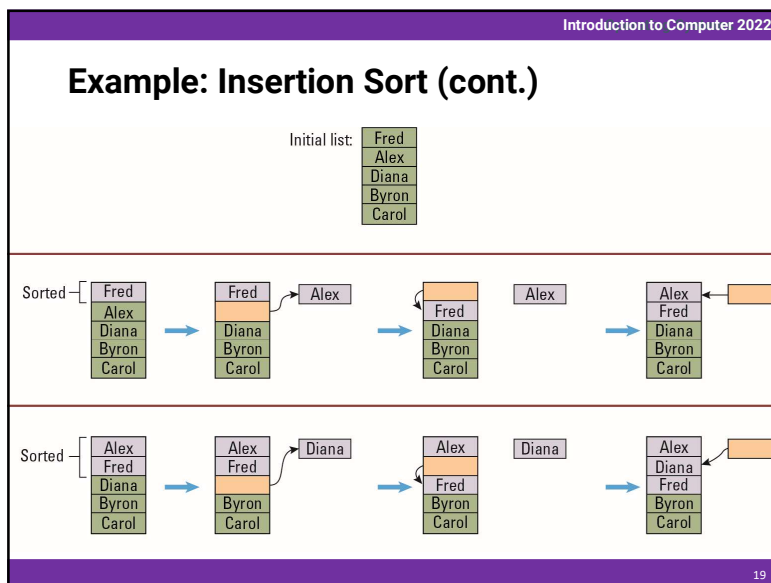 Introduction to Computer 2022
Example: Insertion Sort (cont.)
Initial list:
Fred
Alex
Diana
Byron
Carol
Sorted
Fred
Alex
Diana
Byron
Carol
Fred
Diana
Byron
Carol
Alex
Fred
Diana
Byron
Carol
Alex
Alex
Fred
Diana
Byron
Carol
Sorted
Alex
Fred
Diana
Byron
Carol
Alex
Fred
Byron
Carol
Diana
Alex
Fred
Byron
Carol
Diana
Alex
Diana
Fred
Byron
Carol
19